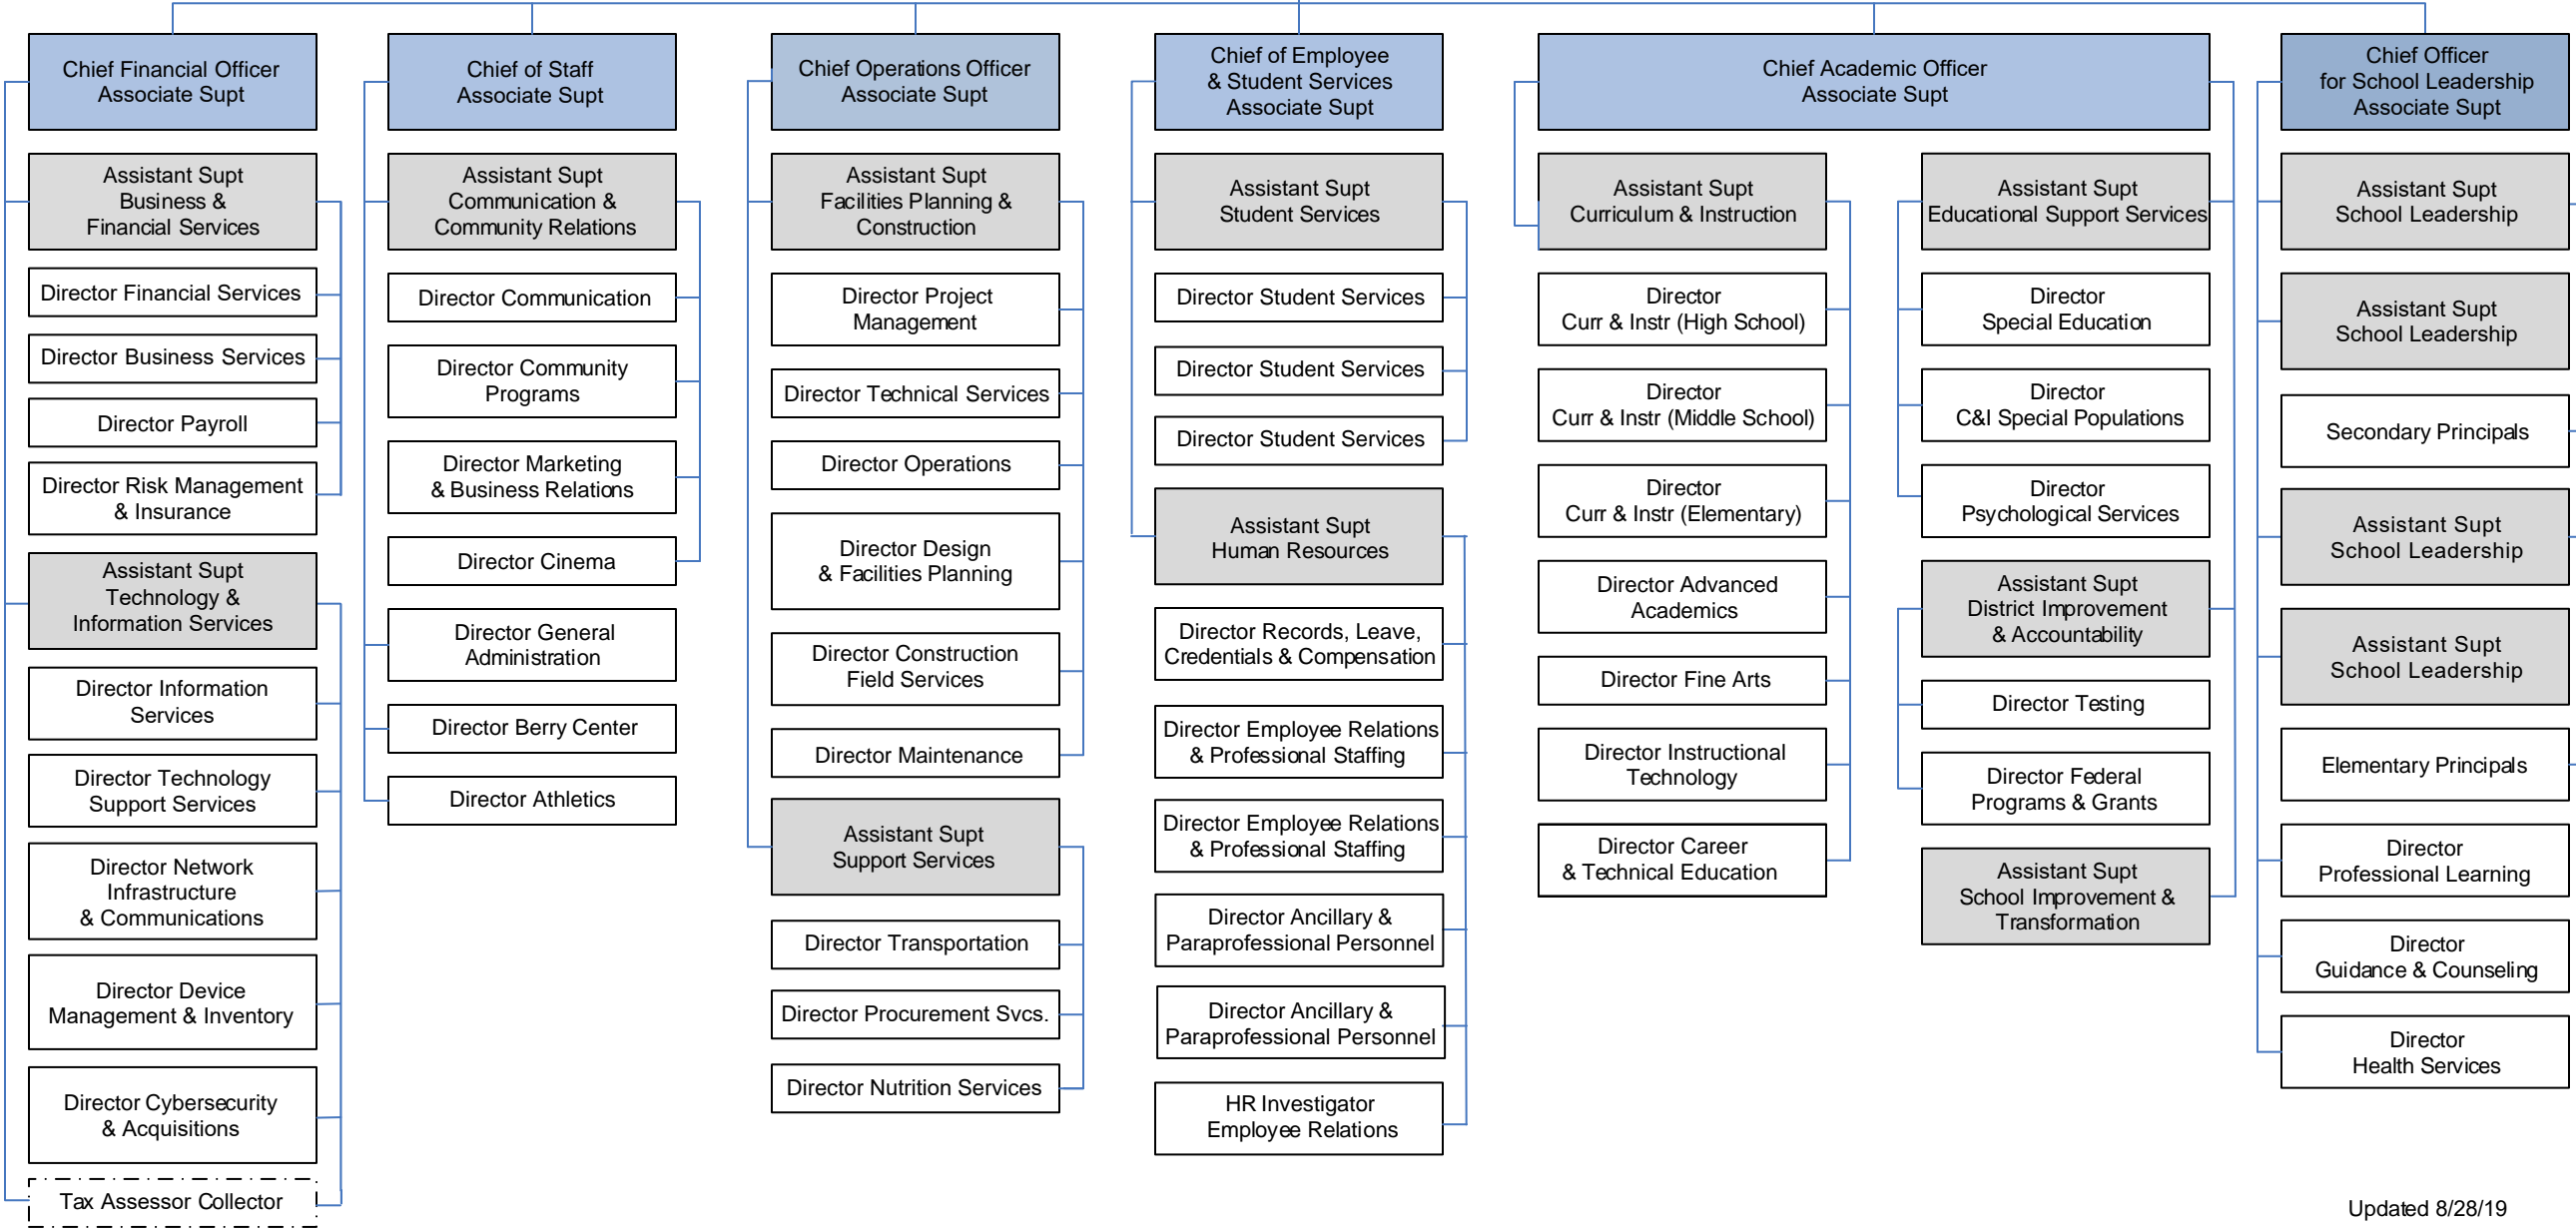 Chief Financial Officer
Associate Supt
Assistant Supt
Business &
Financial Services
Director Financial Services
Director Business Services
Director Payroll
Director Risk Management
& Insurance
Assistant Supt
Technology &
Information Services
Director Information
Services
Director Technology
Support Services
Director Network
Infrastructure
& Communications
Director Device
Management & Inventory
Director Cybersecurity
& Acquisitions
Tax Assessor Collector
Chief of Staff
Associate Supt
Assistant Supt
Communication &
Community Relations
Director Communication
Director Community
Programs
Director Marketing
& Business Relations
Director Cinema
Director General
Administration
Director Berry Center
Director Athletics
Chief Operations Officer
Associate Supt
Assistant Supt
Facilities Planning &
Construction
Director Project
Management
Director Technical Services
Director Operations
Director Design
& Facilities Planning
Director Construction
Field Services
Director Maintenance
Assistant Supt
Support Services
Director Transportation
Director Procurement Svcs.
Director Nutrition Services
Chief of Employee
& Student Services
Associate Supt
Assistant Supt
Student Services
Director Student Services
Director Student Services
Director Student Services
Assistant Supt
Human Resources
Director Records, Leave,
Credentials & Compensation
Director Employee Relations
& Professional Staffing
Director Employee Relations
& Professional Staffing
Director Ancillary &
Paraprofessional Personnel
Director Ancillary &
Paraprofessional Personnel
HR Investigator
Employee Relations
Chief Academic Officer
Associate Supt
Assistant Supt
Curriculum & Instruction
Director
Curr & Instr (High School)
Director
Curr & Instr (Middle School)
Director
Curr & Instr (Elementary)
Director Advanced
Academics
Director Fine Arts
Director Instructional
Technology
Director Career
& Technical Education
Assistant Supt
Educational Support Services
Director
Special Education
Director
C&I Special Populations
Director
Psychological Services
Assistant Supt
District Improvement
& Accountability
Director Testing
Director Federal
Programs & Grants
Assistant Supt
School Improvement &
Transformation
Chief Officer
for School Leadership
Associate Supt
Assistant Supt
School Leadership
Assistant Supt
School Leadership
Secondary Principals
Assistant Supt
School Leadership
Assistant Supt
School Leadership
Elementary Principals
Director
Professional Learning
Director
Guidance & Counseling
Director
Health Services
Updated 8/28/19